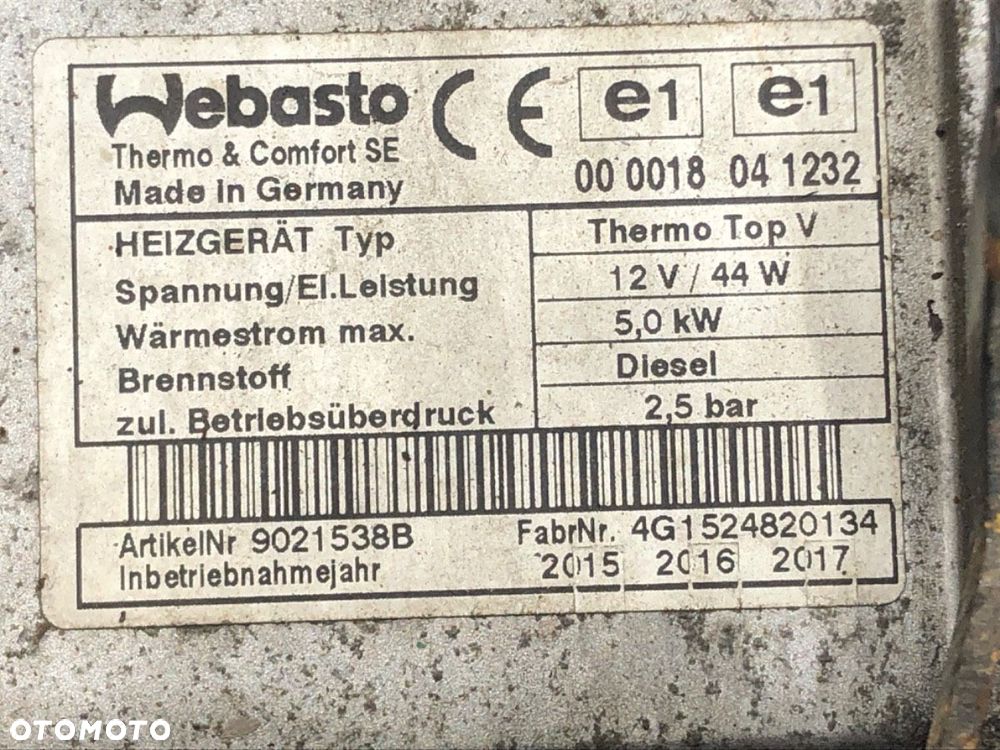 Webasto
Thermo & Comfort SE
Made in Germany
CE
e1 e1
00 0018 04 1232
HEIZGERÄT Typ Thermo Top V
Spannung/El.Leistung 12 V / 44 W
Wärmestrom max. 5,0 kW
Brennstoff Diesel
zul. Betriebsüberdruck 2,5 bar
ArtikelNr 9021538B FabrNr. 4G1524820134
Inbetriebnahmejahr 2015 2016 2017
OTOMOTO